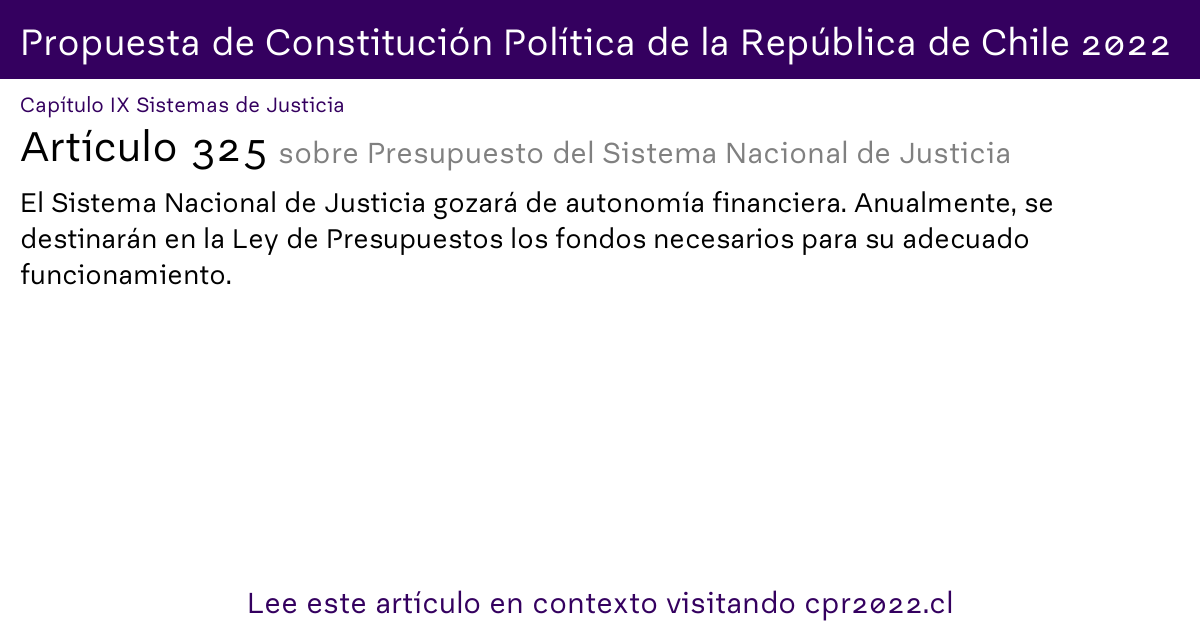 Propuesta de Constitución Política de la República de Chile 2022
Capítulo IX Sistemas de Justicia
Artículo 325 sobre Presupuesto del Sistema Nacional de Justicia
El Sistema Nacional de Justicia gozará de autonomía financiera. Anualmente, se
destinarán en la Ley de Presupuestos los fondos necesarios para su adecuado
funcionamiento.
Lee este artículo en contexto visitando cpr2022.cl